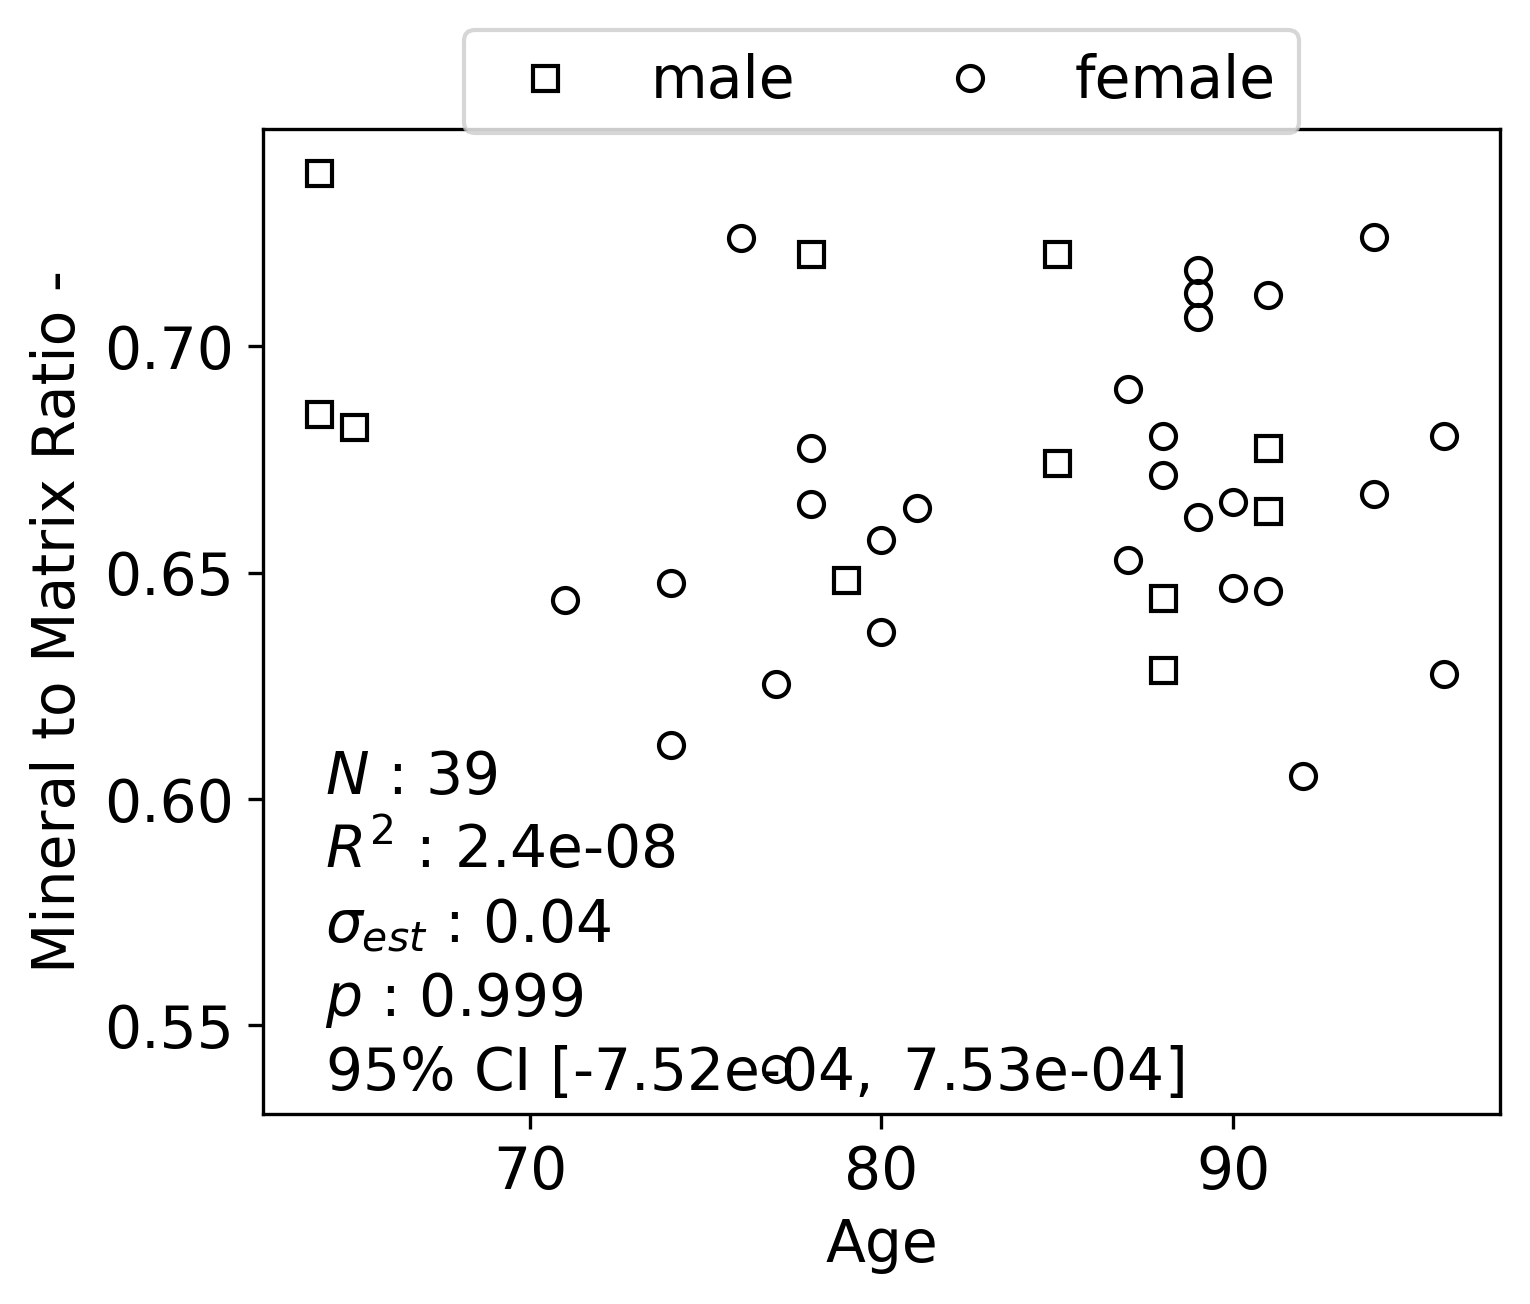 male female
Mineral to Matrix Ratio -
0.70
0.65
0.60
0.55
N : 39
R² : 2.4e-08
σest : 0.04
p : 0.999
95% CI [-7.52e-04, 7.53e-04]
70 80 90
Age